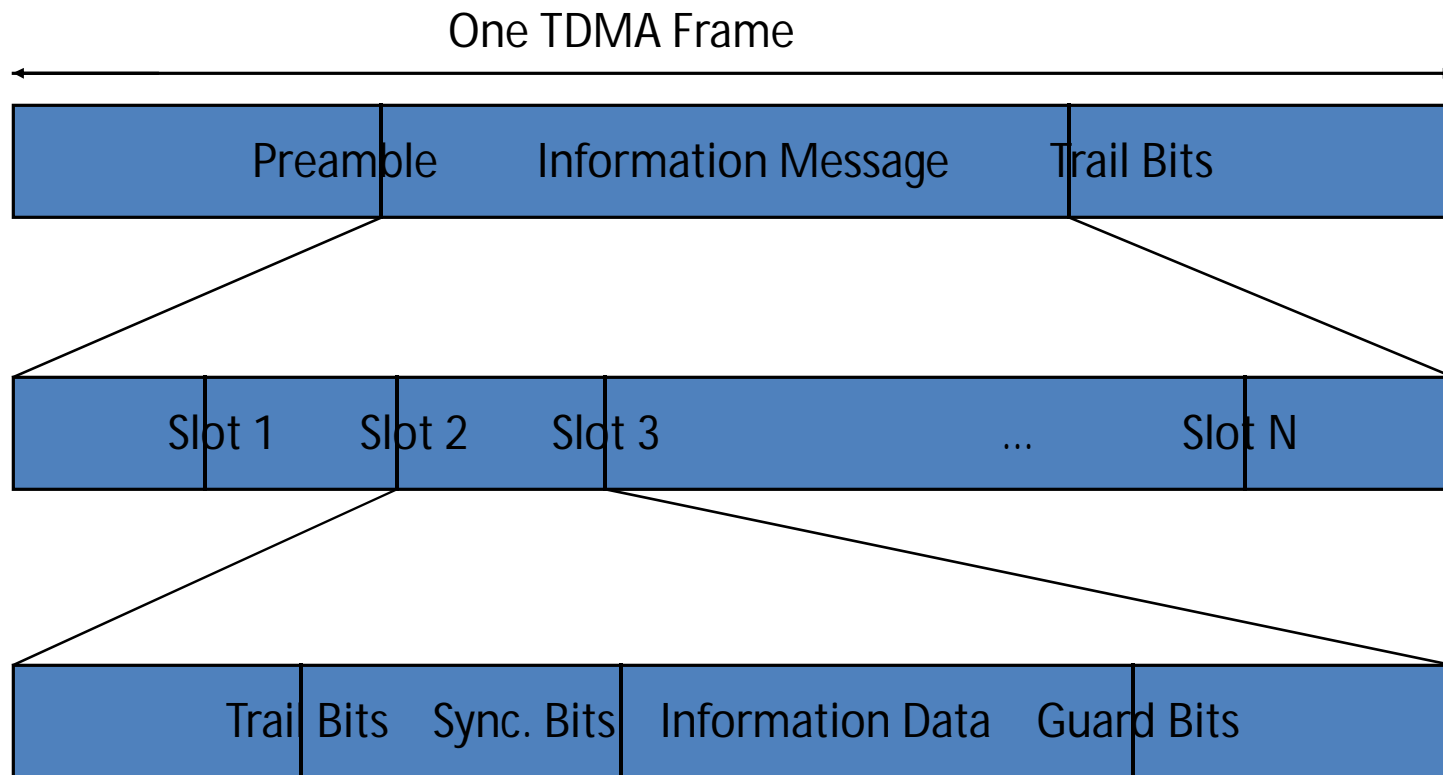 One TDMA Frame
Preamble Information Message Trail Bits
Slot 1 Slot 2 Slot 3 ... Slot N
Trail Bits Sync. Bits Information Data Guard Bits